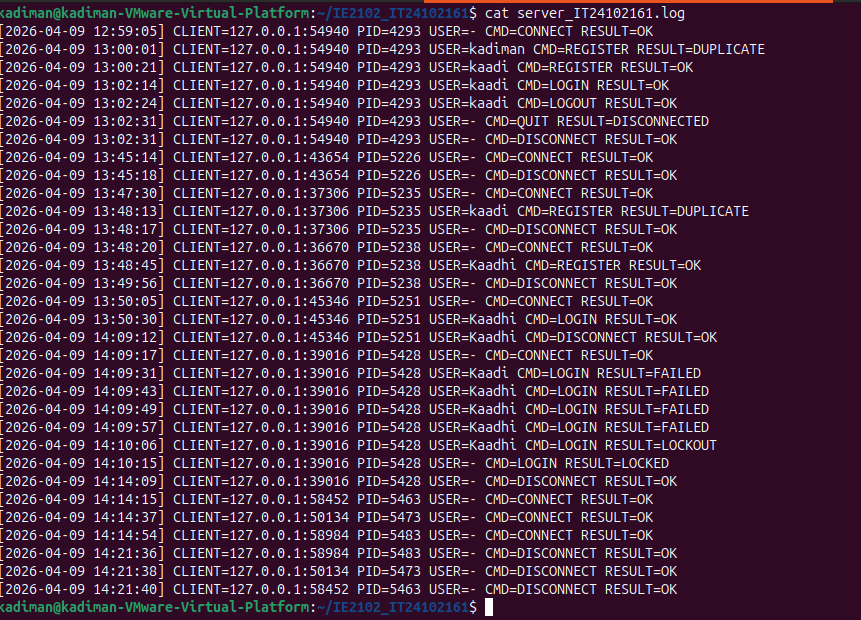 kadiman@kadiman-VMware-Virtual-Platform:~/IE2102_IT24102161$ cat server_IT24102161.log
[2026-04-09 12:59:05] CLIENT=127.0.0.1:54940 PID=4293 USER=- CMD=CONNECT RESULT=OK
[2026-04-09 13:00:01] CLIENT=127.0.0.1:54940 PID=4293 USER=kadiman CMD=REGISTER RESULT=DUPLICATE
[2026-04-09 13:00:21] CLIENT=127.0.0.1:54940 PID=4293 USER=kaadi CMD=REGISTER RESULT=OK
[2026-04-09 13:02:14] CLIENT=127.0.0.1:54940 PID=4293 USER=kaadi CMD=LOGIN RESULT=OK
[2026-04-09 13:02:24] CLIENT=127.0.0.1:54940 PID=4293 USER=kaadi CMD=LOGOUT RESULT=OK
[2026-04-09 13:02:31] CLIENT=127.0.0.1:54940 PID=4293 USER=- CMD=QUIT RESULT=DISCONNECTED
[2026-04-09 13:02:31] CLIENT=127.0.0.1:54940 PID=4293 USER=- CMD=DISCONNECT RESULT=OK
[2026-04-09 13:45:14] CLIENT=127.0.0.1:43654 PID=5226 USER=- CMD=CONNECT RESULT=OK
[2026-04-09 13:45:18] CLIENT=127.0.0.1:43654 PID=5226 USER=- CMD=DISCONNECT RESULT=OK
[2026-04-09 13:47:30] CLIENT=127.0.0.1:37306 PID=5235 USER=- CMD=CONNECT RESULT=OK
[2026-04-09 13:48:13] CLIENT=127.0.0.1:37306 PID=5235 USER=kaadi CMD=REGISTER RESULT=DUPLICATE
[2026-04-09 13:48:17] CLIENT=127.0.0.1:37306 PID=5235 USER=- CMD=DISCONNECT RESULT=OK
[2026-04-09 13:48:20] CLIENT=127.0.0.1:36670 PID=5238 USER=- CMD=CONNECT RESULT=OK
[2026-04-09 13:48:45] CLIENT=127.0.0.1:36670 PID=5238 USER=Kaadhi CMD=REGISTER RESULT=OK
[2026-04-09 13:49:56] CLIENT=127.0.0.1:36670 PID=5238 USER=- CMD=DISCONNECT RESULT=OK
[2026-04-09 13:50:05] CLIENT=127.0.0.1:45346 PID=5251 USER=- CMD=CONNECT RESULT=OK
[2026-04-09 13:50:30] CLIENT=127.0.0.1:45346 PID=5251 USER=Kaadhi CMD=LOGIN RESULT=OK
[2026-04-09 14:09:12] CLIENT=127.0.0.1:45346 PID=5251 USER=Kaadhi CMD=DISCONNECT RESULT=OK
[2026-04-09 14:09:17] CLIENT=127.0.0.1:39016 PID=5428 USER=- CMD=CONNECT RESULT=OK
[2026-04-09 14:09:31] CLIENT=127.0.0.1:39016 PID=5428 USER=Kaadi CMD=LOGIN RESULT=FAILED
[2026-04-09 14:09:43] CLIENT=127.0.0.1:39016 PID=5428 USER=Kaadhi CMD=LOGIN RESULT=FAILED
[2026-04-09 14:09:49] CLIENT=127.0.0.1:39016 PID=5428 USER=Kaadhi CMD=LOGIN RESULT=FAILED
[2026-04-09 14:09:57] CLIENT=127.0.0.1:39016 PID=5428 USER=Kaadhi CMD=LOGIN RESULT=FAILED
[2026-04-09 14:10:06] CLIENT=127.0.0.1:39016 PID=5428 USER=Kaadhi CMD=LOGIN RESULT=LOCKOUT
[2026-04-09 14:10:15] CLIENT=127.0.0.1:39016 PID=5428 USER=- CMD=LOGIN RESULT=LOCKED
[2026-04-09 14:14:09] CLIENT=127.0.0.1:39016 PID=5428 USER=- CMD=DISCONNECT RESULT=OK
[2026-04-09 14:14:15] CLIENT=127.0.0.1:58452 PID=5463 USER=- CMD=CONNECT RESULT=OK
[2026-04-09 14:14:37] CLIENT=127.0.0.1:50134 PID=5473 USER=- CMD=CONNECT RESULT=OK
[2026-04-09 14:14:54] CLIENT=127.0.0.1:58984 PID=5483 USER=- CMD=CONNECT RESULT=OK
[2026-04-09 14:21:36] CLIENT=127.0.0.1:58984 PID=5483 USER=- CMD=DISCONNECT RESULT=OK
[2026-04-09 14:21:38] CLIENT=127.0.0.1:50134 PID=5473 USER=- CMD=DISCONNECT RESULT=OK
[2026-04-09 14:21:40] CLIENT=127.0.0.1:58452 PID=5463 USER=- CMD=DISCONNECT RESULT=OK
kadiman@kadiman-VMware-Virtual-Platform:~/IE2102_IT24102161$